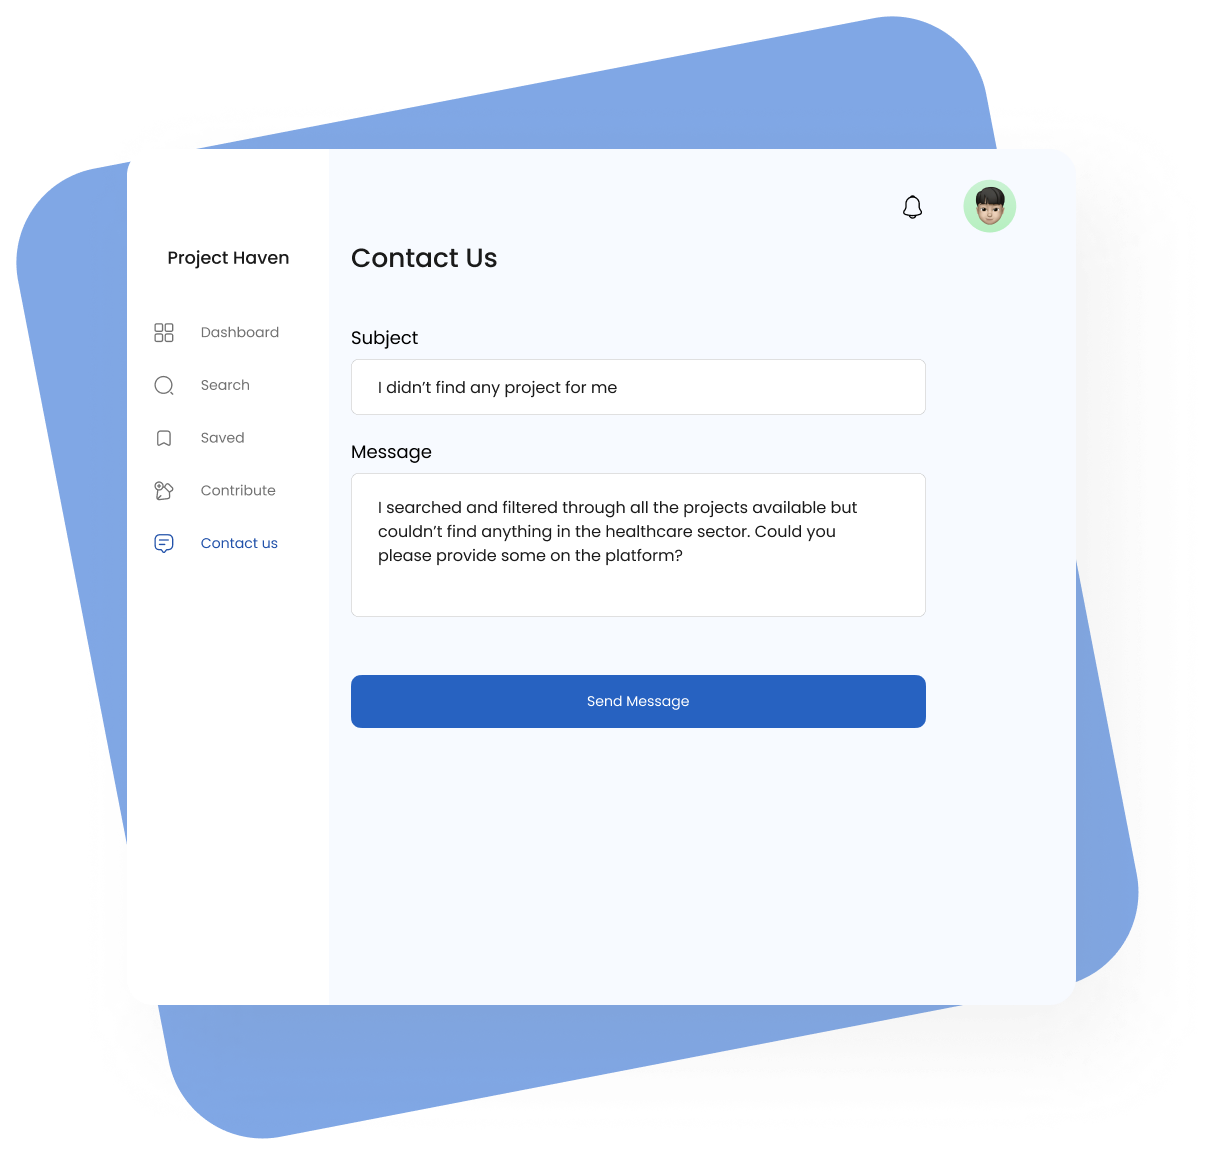 Project Haven
Dashboard
Search
Saved
Contribute
Contact us
Contact Us
Subject
I didn’t find any project for me
Message
I searched and filtered through all the projects available but
couldn’t find anything in the healthcare sector. Could you
please provide some on the platform?
Send Message